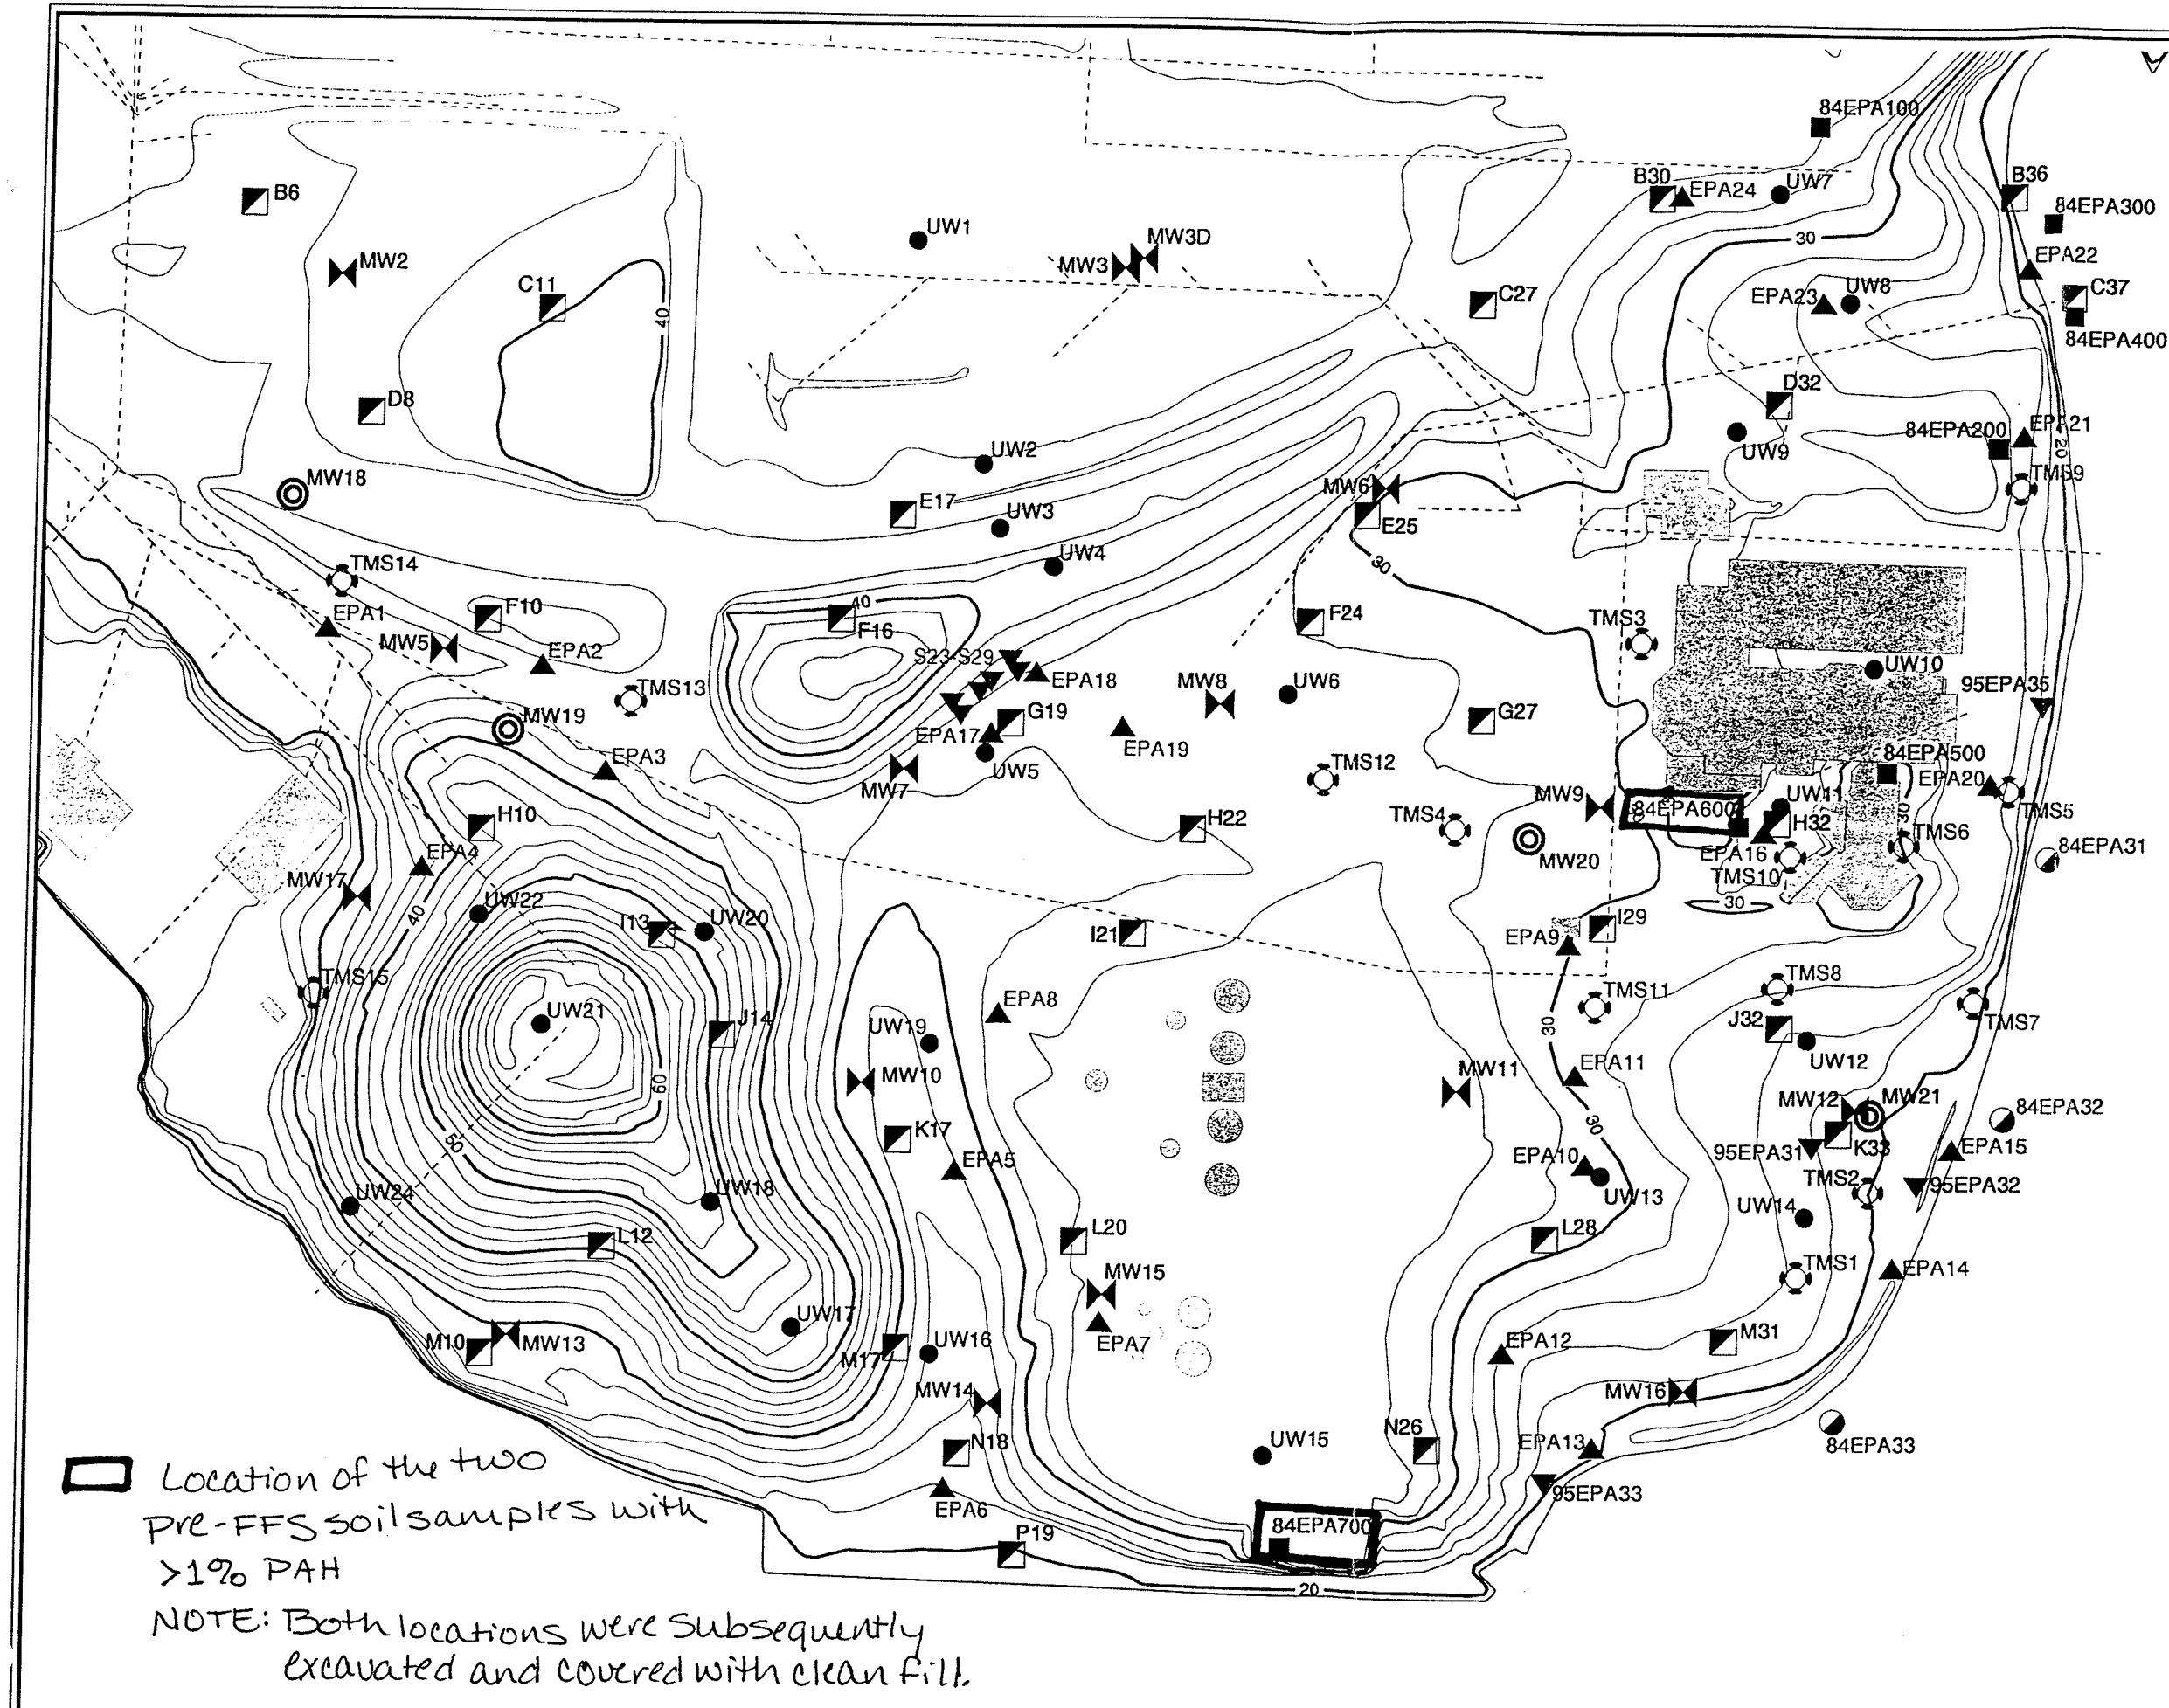 84EPA100
B6
B30
EPA24
UW7
B36
84EPA300
UW1
MW3D
MW3
30
MW2
EPA22
C11
C27
EPA23
UW8
C37
40
84EPA400
D8
D32
84EPA200
EPA21
20
UW2
UW9
MW18
E17
MW6
TMS9
UW3
E25
TMS14
UW4
30
EPA1
F10
40
F16
F24
TMS3
MW5
EPA2
S23-S29
EPA18
UW10
TMS13
MW8
UW6
95EPA35
MW19
G19
G27
EPA17
EPA19
EPA3
UW5
TMS12
84EPA500
MW7
EPA20
MW9
84EPA600
UW11
30
TMS5
H10
H22
TMS4
H32
TMS6
EPA4
MW20
EPA16
84EPA31
MW17
TMS10
40
UW22
30
I13
UW20
I21
I29
EPA9
TMS15
TMS8
UW21
EPA8
TMS11
J14
UW19
30
J32
TMS7
UW12
60
MW10
MW11
EPA11
MW12
MW21
84EPA32
50
K17
30
K33
EPA5
EPA10
95EPA31
EPA15
UW24
UW18
UW13
TMS2
95EPA32
UW14
L12
L20
L28
MW15
TMS1
EPA14
UW17
M10
MW13
M17
UW16
EPA7
EPA12
M31
MW14
MW16
N18
UW15
N26
EPA13
84EPA33
EPA6
95EPA33
84EPA700
P19
20
Location of the two
pre-FFS soil samples with
>1% PAH
NOTE: Both locations were subsequently
excavated and covered with clean fill.